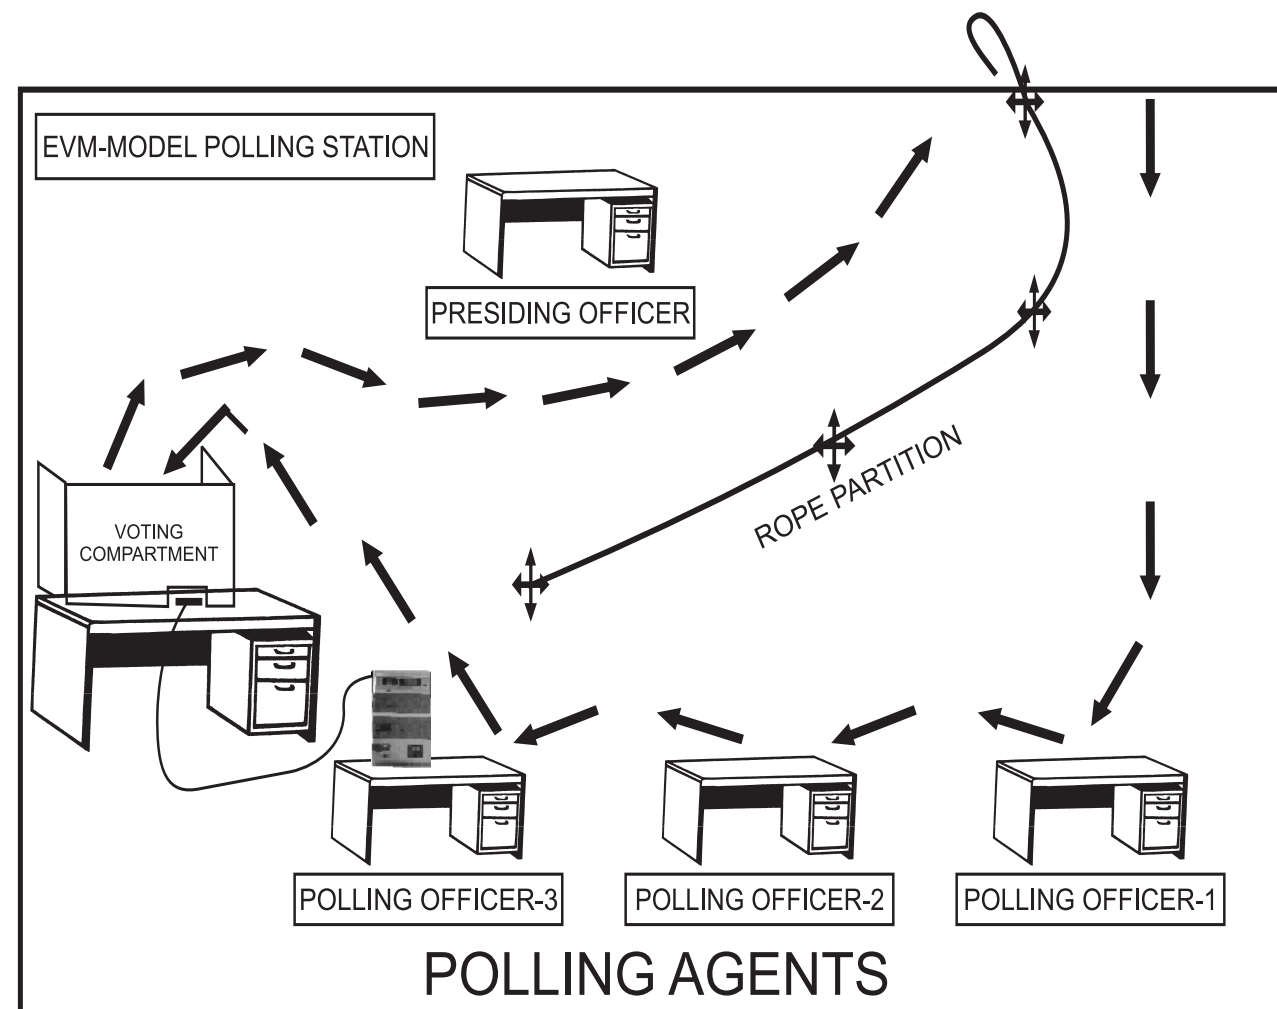 EVM-MODEL POLLING STATION
PRESIDING OFFICER
ROPE PARTITION
VOTING
COMPARTMENT
POLLING OFFICER-3
POLLING OFFICER-2
POLLING OFFICER-1
POLLING AGENTS